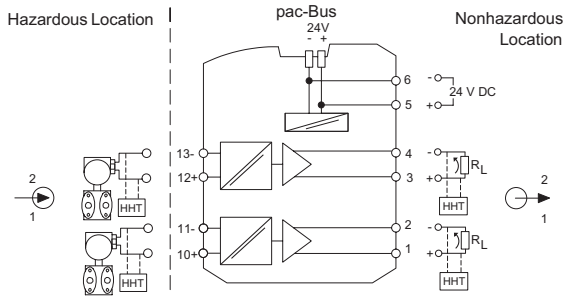 Hazardous Location
pac-Bus
24V
- +
Nonhazardous
Location
6
-
24 V DC
5
+
13-
4
-
RL
12+
3
+
HHT
HHT
2
1
2
1
11-
2
-
RL
10+
1
+
HHT
HHT